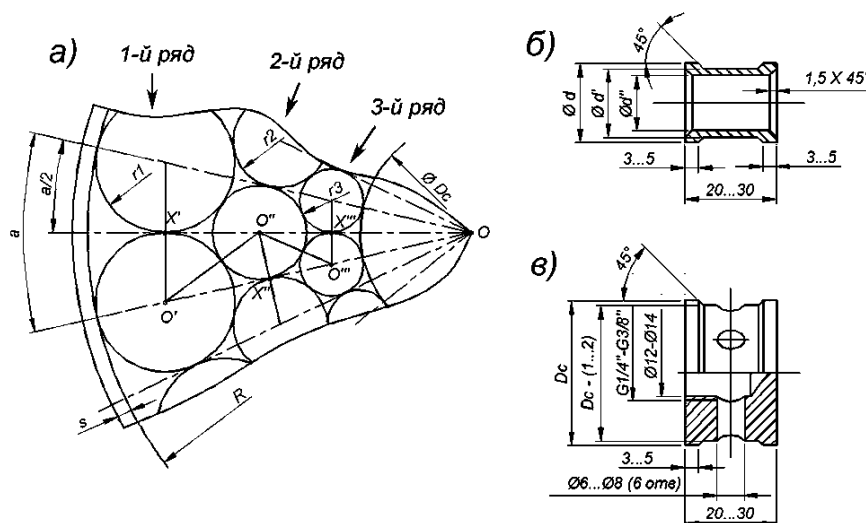 а)
1-й ряд
2-й ряд
3-й ряд
r1
r2
r3
Ø Dc
a
a/2
X'
O''
X'''
O
O'''
X''
O'
s
R
б)
45°
1,5 X 45°
Ø d
Ø d'
Ød''
3...5
3...5
20...30
в)
45°
Dc
Dc - (1...2)
G1/4"-G3/8"
Ø12-Ø14
3...5
Ø6...Ø8 (6 отв)
20...30